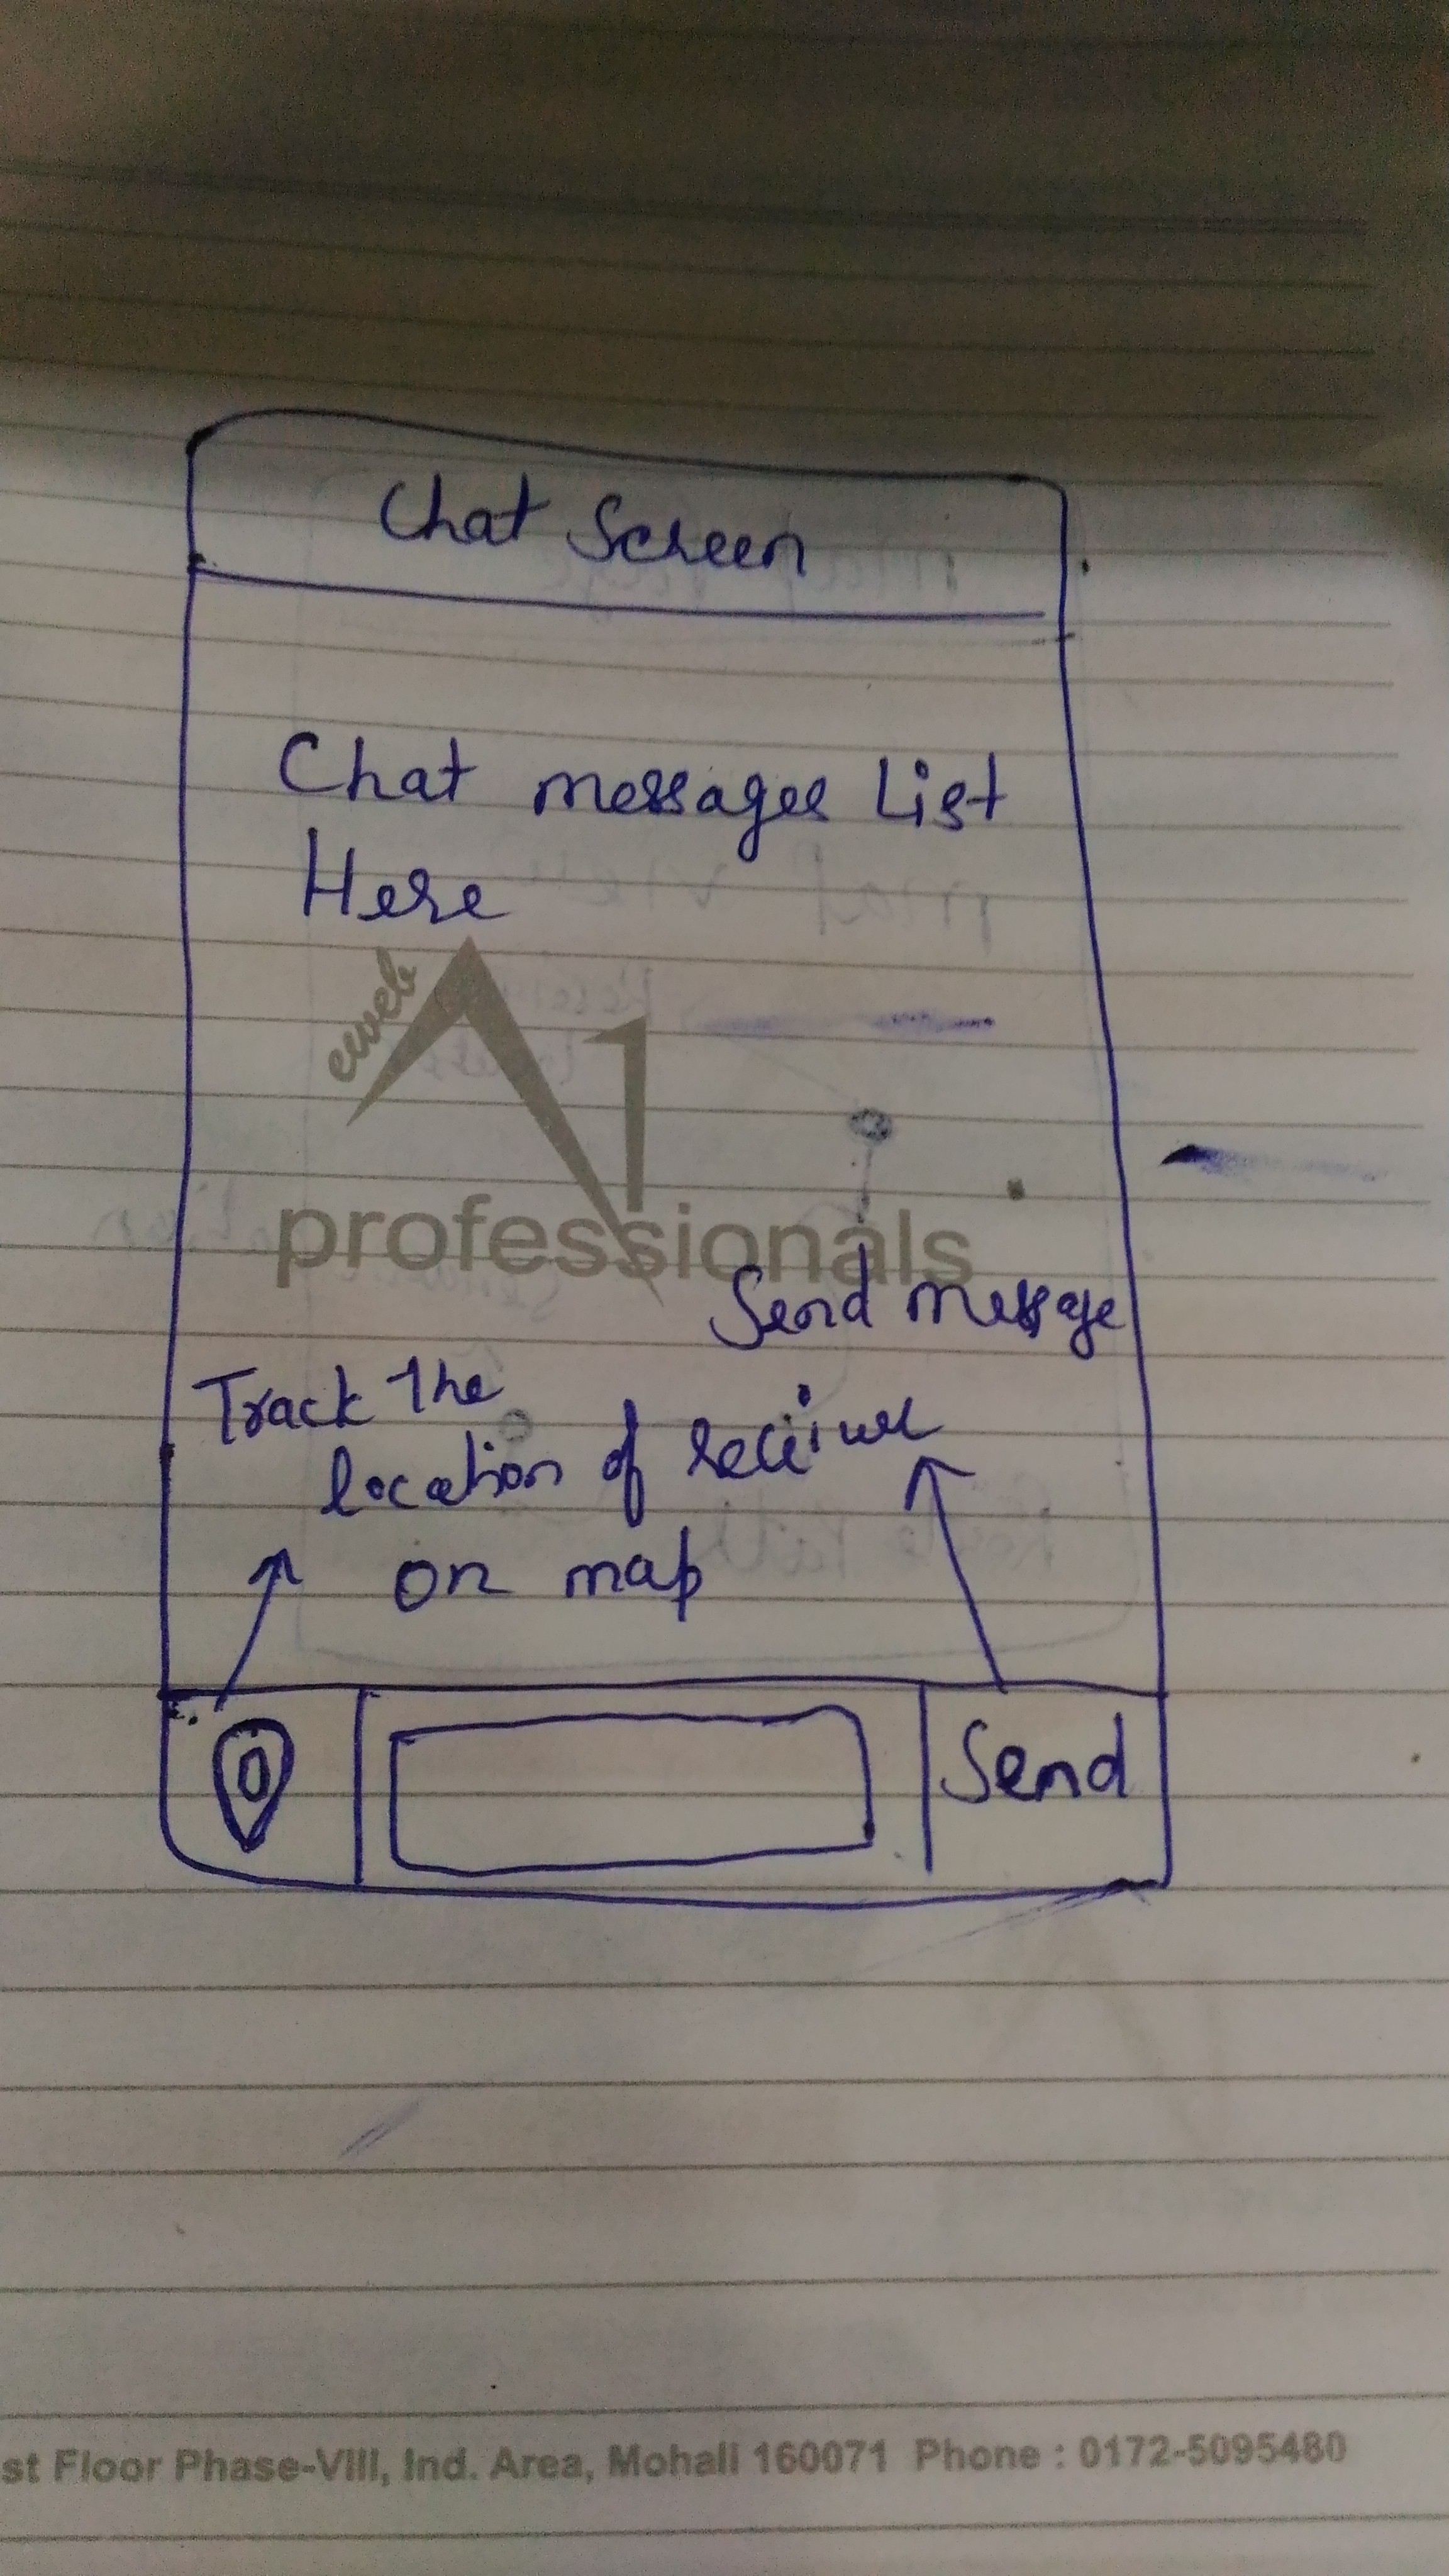 Chat Screen
Chat messages List
Here
eweb
A1
professionals
Send message
Track the
location of receiver
on map
Send
st Floor Phase-VIII, Ind. Area, Mohali 160071 Phone : 0172-5095480